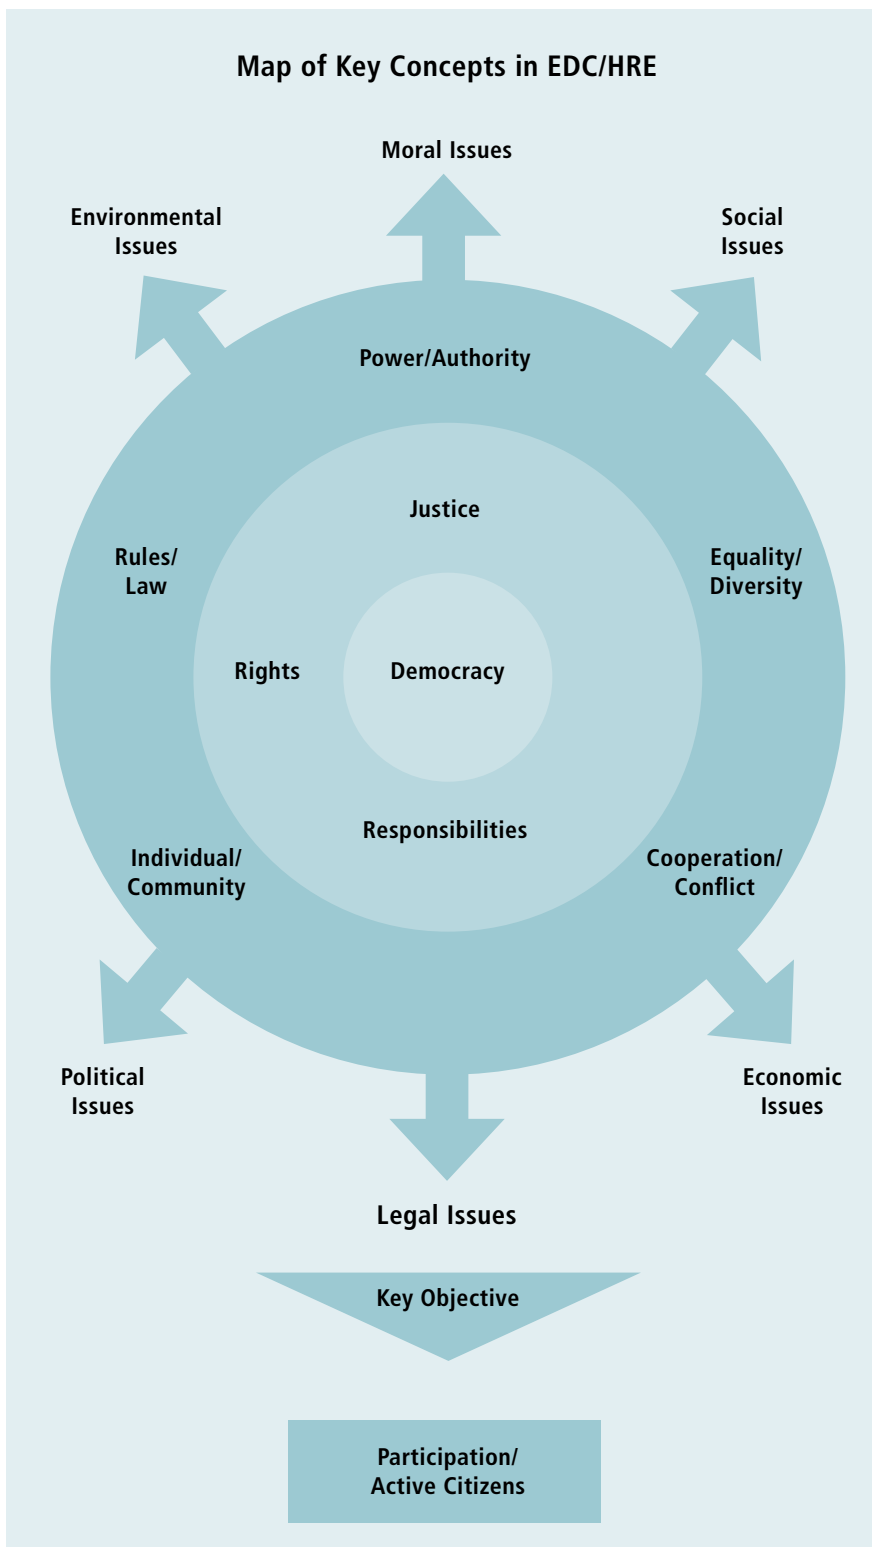 Map of Key Concepts in EDC/HRE
Moral Issues
Environmental
Issues
Social
Issues
Power/Authority
Justice
Rules/
Law
Equality/
Diversity
Rights
Democracy
Responsibilities
Individual/
Community
Cooperation/
Conflict
Political
Issues
Economic
Issues
Legal Issues
Key Objective
Participation/
Active Citizens